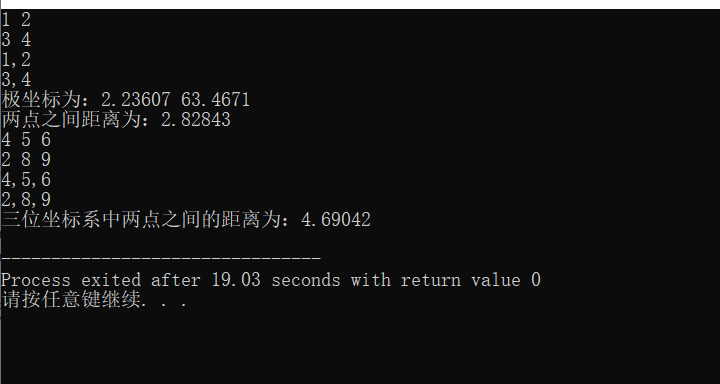 1 2
3 4
1,2
3,4
极坐标为：2.23607 63.4671
两点之间距离为：2.82843
4 5 6
2 8 9
4,5,6
2,8,9
三位坐标系中两点之间的距离为：4.69042
--------------------------------
Process exited after 19.03 seconds with return value 0
请按任意键继续. . .